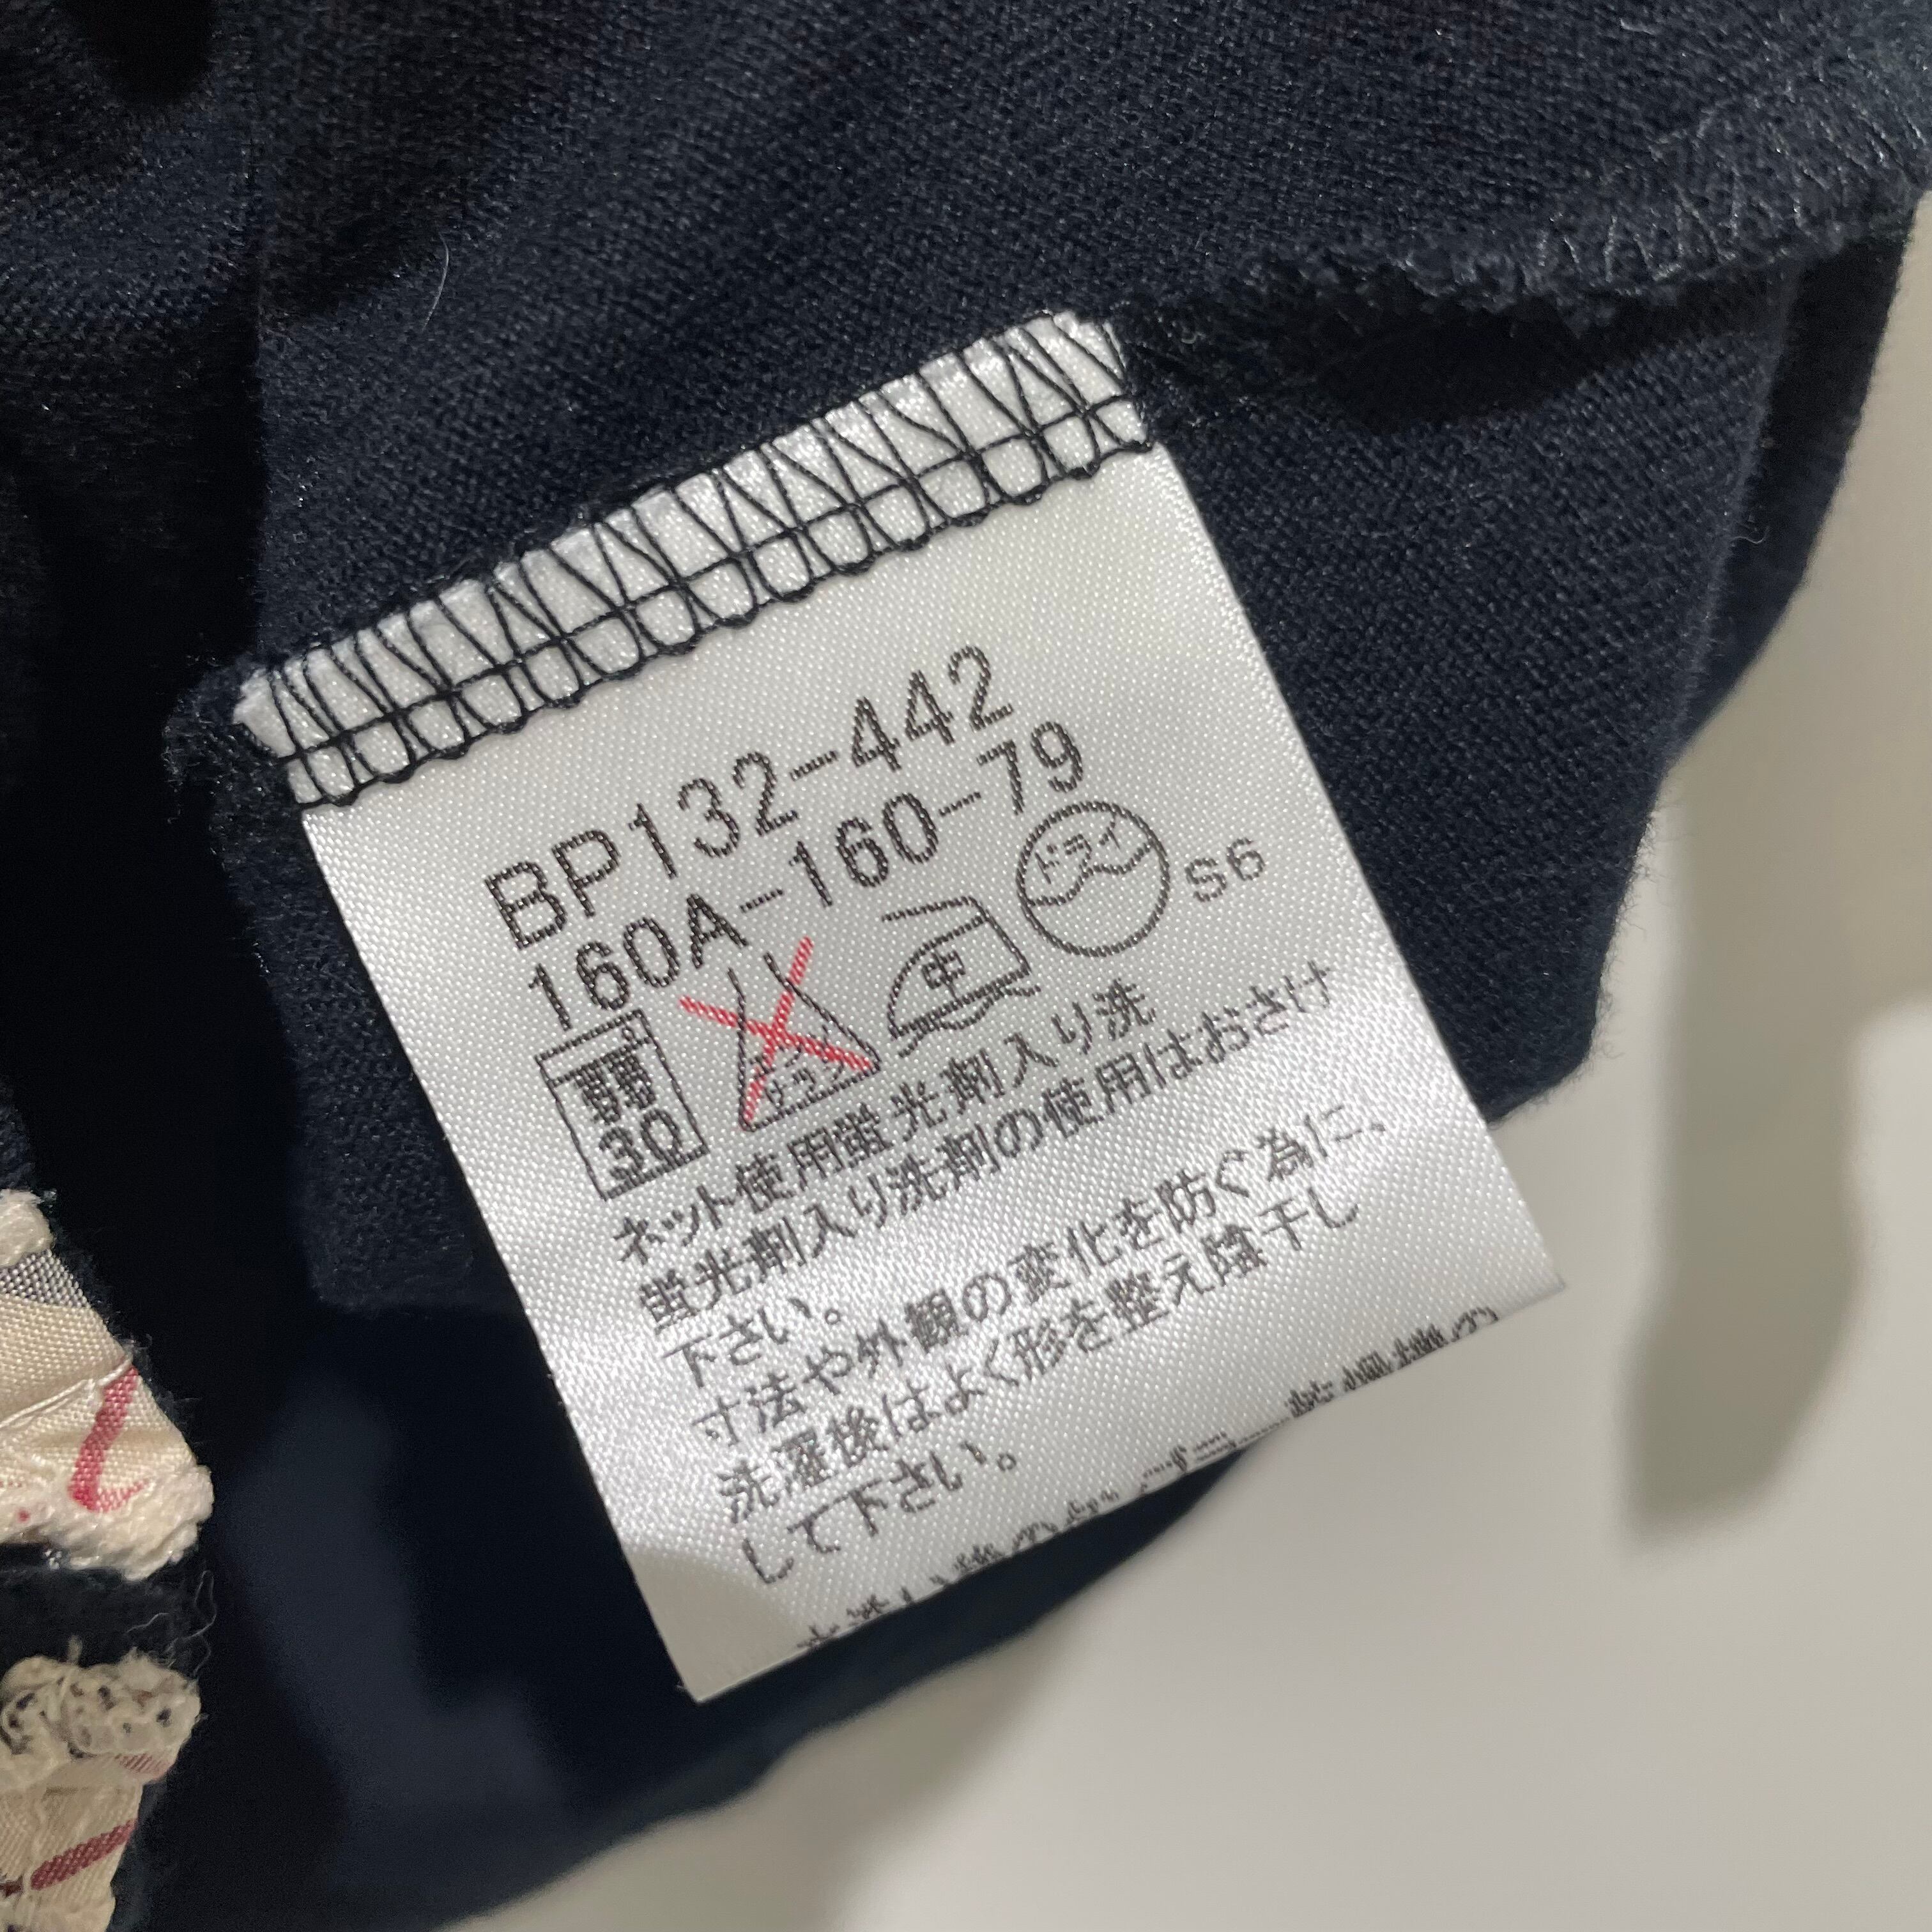 BP132-442
160A-160-79
弱
30
中
ドライ
S6
ネット使用蛍光剤入り洗
蛍光剤入り洗剤の使用はおさけ
下さい。
寸法や外観の変化を防ぐ為に、
洗濯後はよく形を整え陰干し
して下さい。